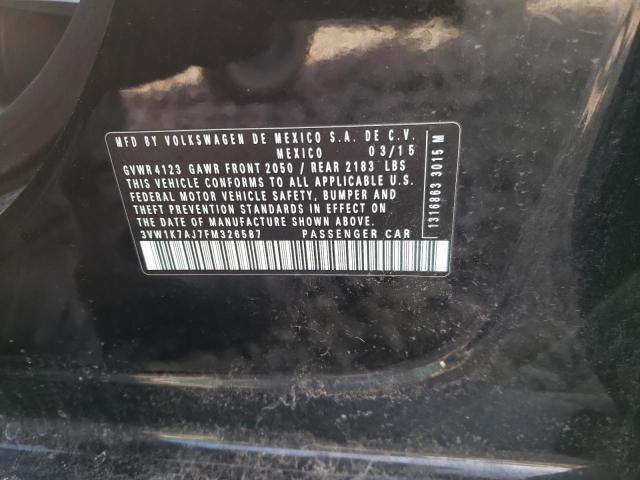 MFD BY VOLKSWAGEN DE MEXICO S.A. DE C.V.
MEXICO 03/15
GVWR 4123 GAWR FRONT 2050 / REAR 2183 LBS
THIS VEHICLE CONFORMS TO ALL APPLICABLE U.S.
FEDERAL MOTOR VEHICLE SAFETY, BUMPER AND
THEFT PREVENTION STANDARDS IN EFFECT ON
THE DATE OF MANUFACTURE SHOWN ABOVE.
3VW1K7AJ7FM326587 PASSENGER CAR
1316863 3015 M